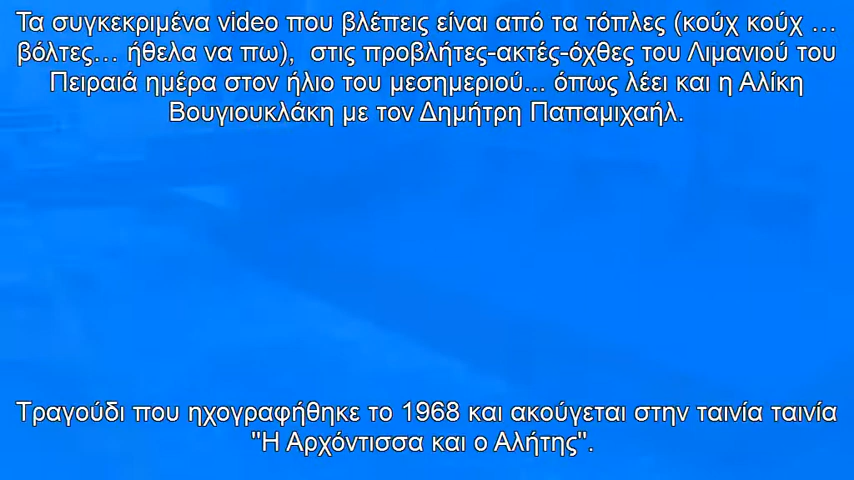 Τα συγκεκριμένα video που βλέπεις είναι από τα τόπλες (κούχ κούχ …
βόλτες… ήθελα να πω),  στις προβλήτες-ακτές-όχθες του Λιμανιού του
Πειραιά ημέρα στον ήλιο του μεσημεριού... όπως λέει και η Αλίκη
Βουγιουκλάκη με τον Δημήτρη Παπαμιχαήλ.
Τραγούδι που ηχογραφήθηκε το 1968 και ακούγεται στην ταινία ταινία
"Η Αρχόντισσα και ο Αλήτης".